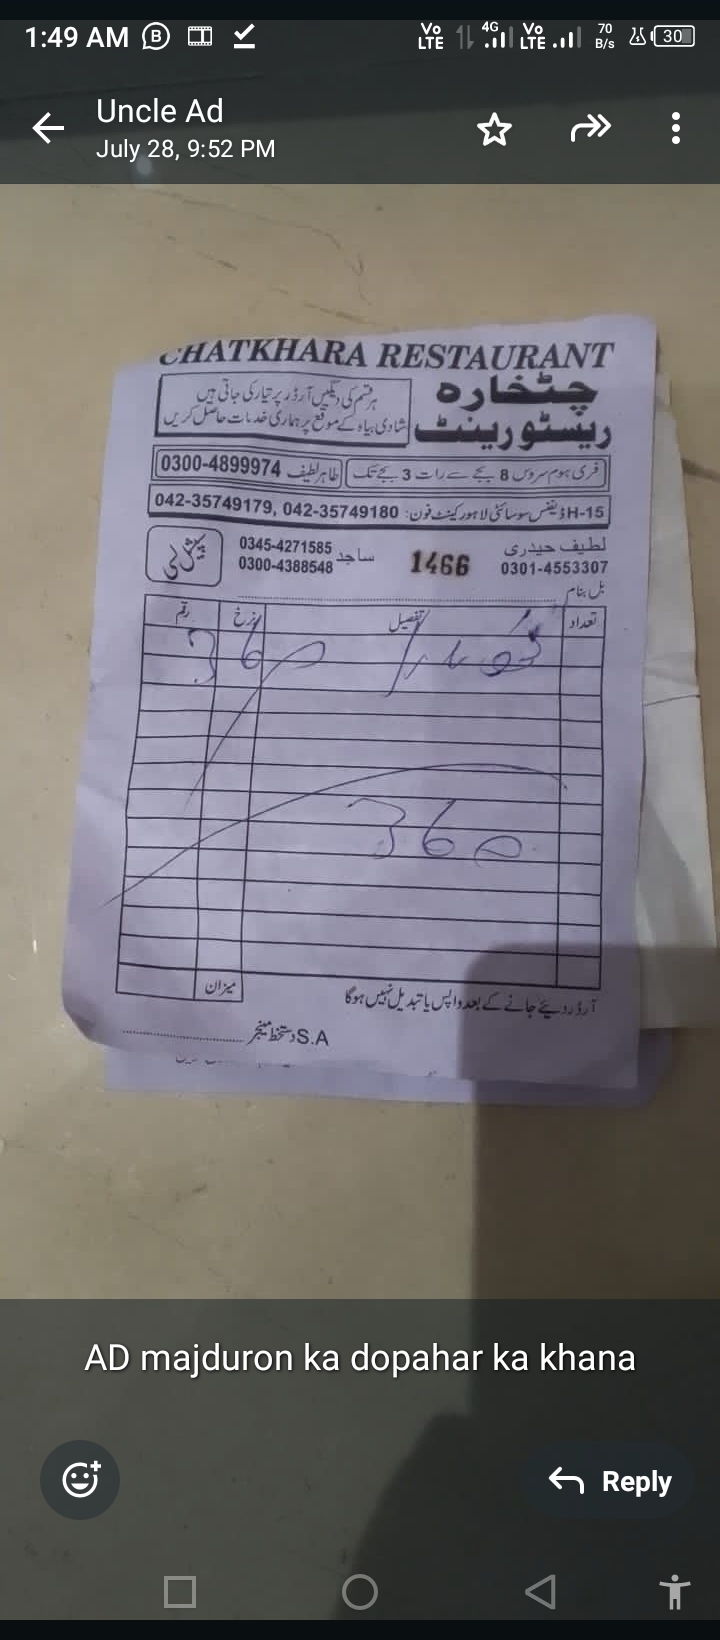 1:49 AM
Vo LTE 4G Vo LTE 70 B/s 30
Uncle Ad
July 28, 9:52 PM
CHATKHARA RESTAURANT
چٹخارہ
ریسٹورینٹ
ہر قسم کی دیگیں آرڈر پر تیار کی جاتی ہیں
شادی بیاہ کے موقع پر ہماری خدمات حاصل کریں
فری ہوم سروس 8 بجے سے رات 3 بجے تک
طاہر لطیف 0300-4899974
H-15 ڈیفنس سوسائٹی لاہور کینٹ فون: 042-35749179, 042-35749180
لطیف حیدری
0301-4553307
1466
ساجد
0345-4271585
0300-4388548
بل بنام
تعداد تفصیل نرخ رقم
360
360
میزان
آرڈر دیئے جانے کے بعد واپس یا تبدیل نہیں ہوگا
S.A دستخط منیجر
AD majduron ka dopahar ka khana
Reply